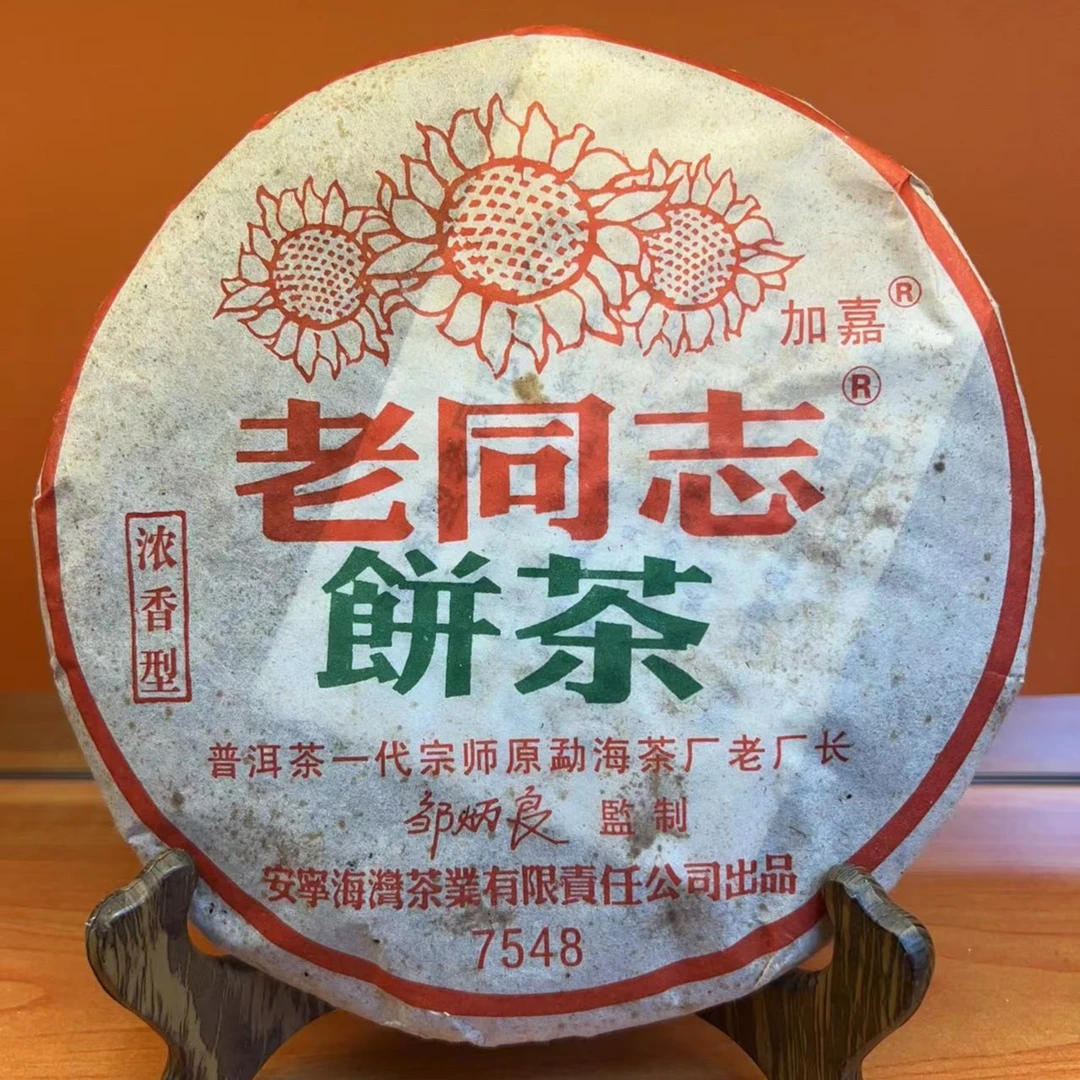 加嘉®
老同志®
餅茶
浓香型
普洱茶一代宗师原勐海茶厂老厂长
邹炳良 監制
安寧海灣茶業有限責任公司出品
7548